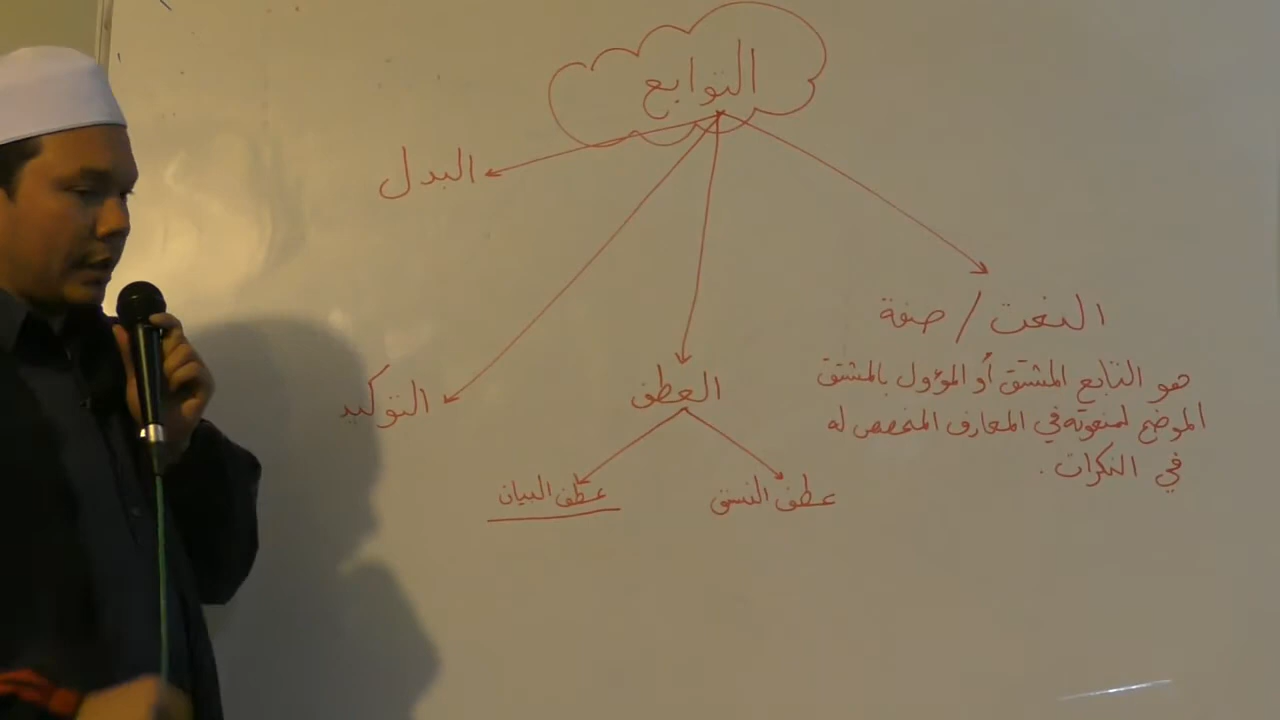 التوابع
النعت / صفة
هو التابع المشتق أو المؤول بالمشتق
الموضح لمنعوته في المعارف المخصص له
في النكرات .
العطف
عطف النسق
عطف البيان
التوكيد
البدل